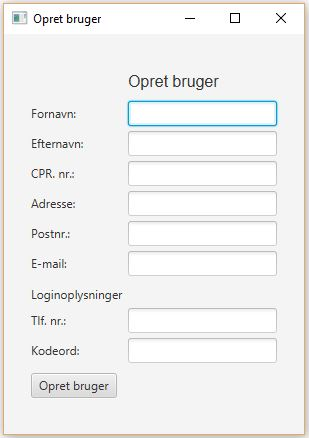 Opret bruger
Opret bruger
Fornavn:
Efternavn:
CPR. nr.:
Adresse:
Postnr.:
E-mail:
Loginoplysninger
Tlf. nr.:
Kodeord:
Opret bruger